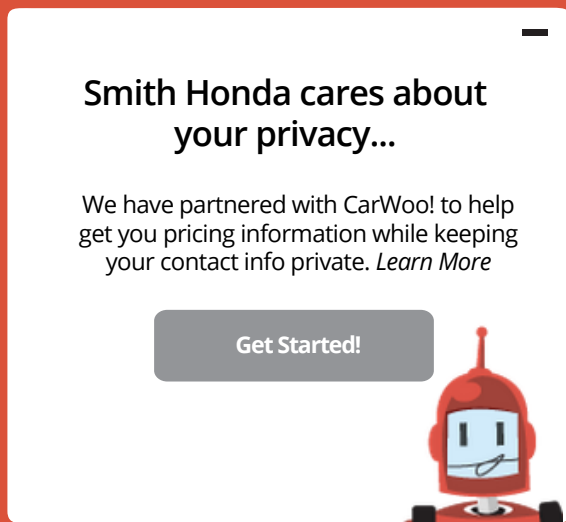 Smith Honda cares about
your privacy...
We have partnered with CarWoo! to help
get you pricing information while keeping
your contact info private. Learn More
Get Started!